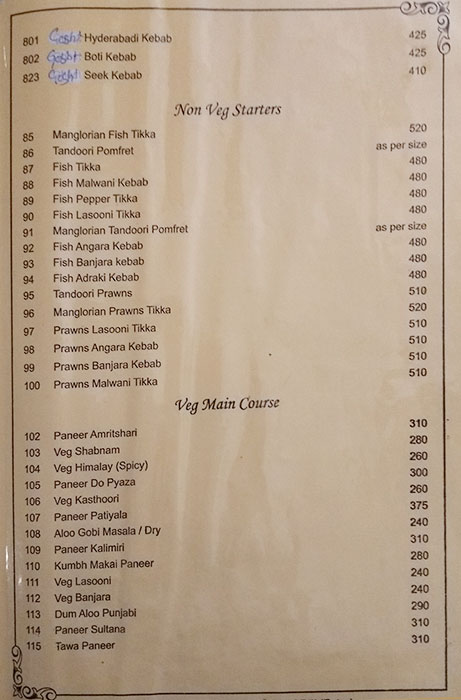 801 Gosht Hyderabadi Kebab 425
802 Gosht Boti Kebab 425
823 Gosht Seek Kebab 410
Non Veg Starters
85 Manglorian Fish Tikka 520
86 Tandoori Pomfret as per size
87 Fish Tikka 480
88 Fish Malwani Kebab 480
89 Fish Pepper Tikka 480
90 Fish Lasooni Tikka 480
91 Manglorian Tandoori Pomfret as per size
92 Fish Angara Kebab 480
93 Fish Banjara kebab 480
94 Fish Adraki Kebab 480
95 Tandoori Prawns 510
96 Manglorian Prawns Tikka 520
97 Prawns Lasooni Tikka 510
98 Prawns Angara Kebab 510
99 Prawns Banjara Kebab 510
100 Prawns Malwani Tikka 510
Veg Main Course
102 Paneer Amritshari 310
103 Veg Shabnam 280
104 Veg Himalay (Spicy) 260
105 Paneer Do Pyaza 300
106 Veg Kasthoori 260
107 Paneer Patiyala 375
108 Aloo Gobi Masala / Dry 240
109 Paneer Kalimiri 310
110 Kumbh Makai Paneer 280
111 Veg Lasooni 240
112 Veg Banjara 240
113 Dum Aloo Punjabi 290
114 Paneer Sultana 310
115 Tawa Paneer 310